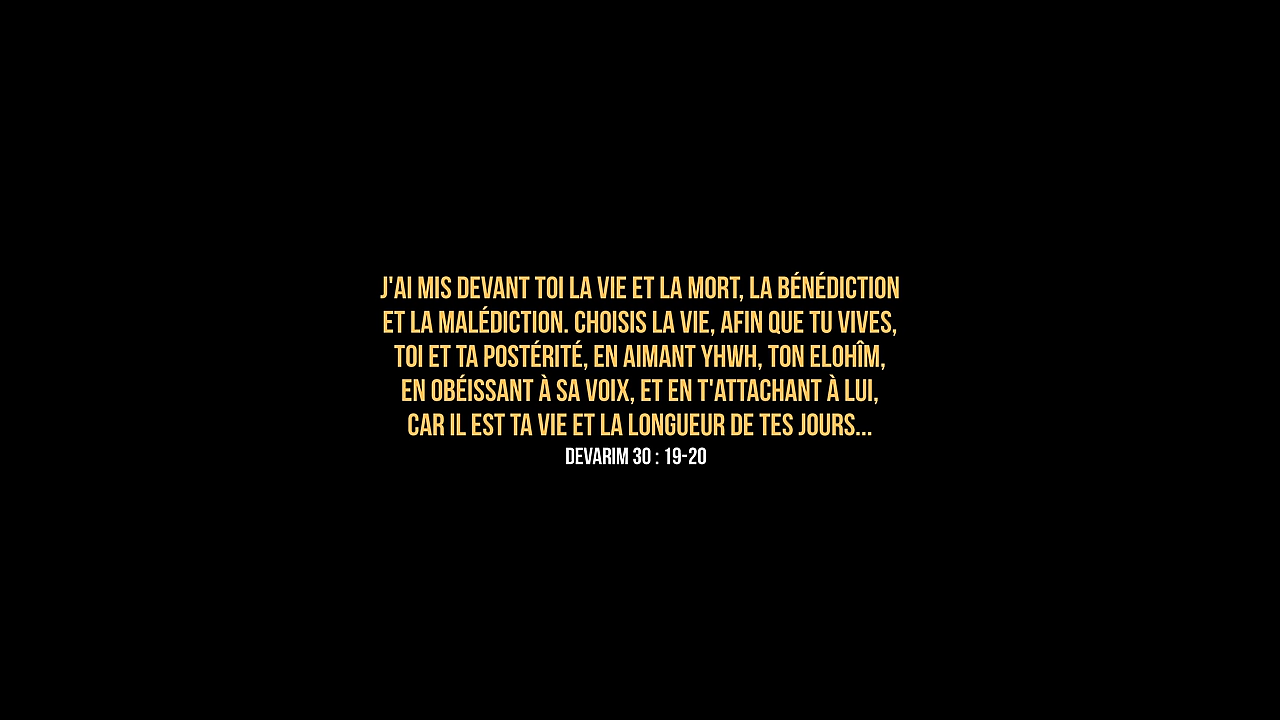 J'AI MIS DEVANT TOI LA VIE ET LA MORT, LA BÉNÉDICTION
ET LA MALÉDICTION. CHOISIS LA VIE, AFIN QUE TU VIVES,
TOI ET TA POSTÉRITÉ, EN AIMANT YHWH, TON ELOHÎM,
EN OBÉISSANT À SA VOIX, ET EN T'ATTACHANT À LUI,
CAR IL EST TA VIE ET LA LONGUEUR DE TES JOURS...
DEVARIM 30 : 19-20